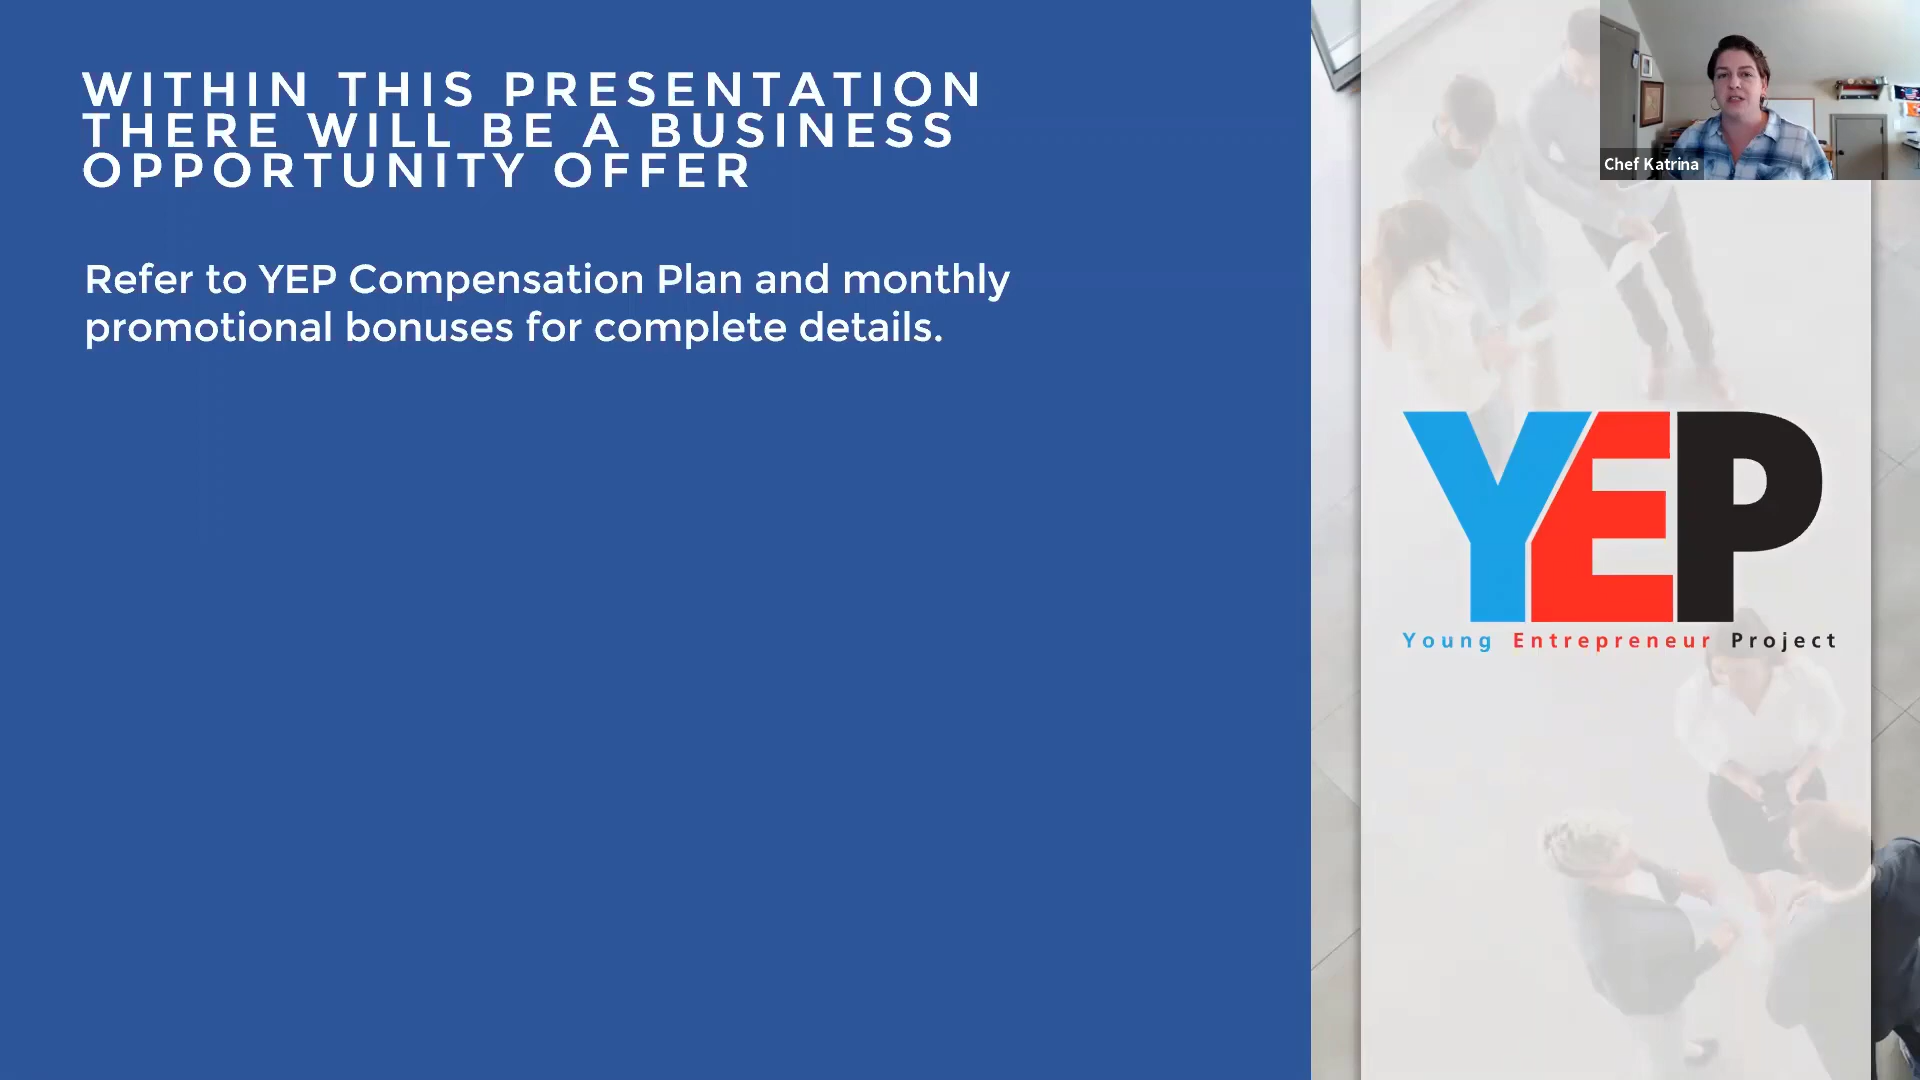 WITHIN THIS PRESENTATION
THERE WILL BE A BUSINESS
OPPORTUNITY OFFER
Refer to YEP Compensation Plan and monthly
promotional bonuses for complete details.
Chef Katrina
YEP
Young Entrepreneur Project